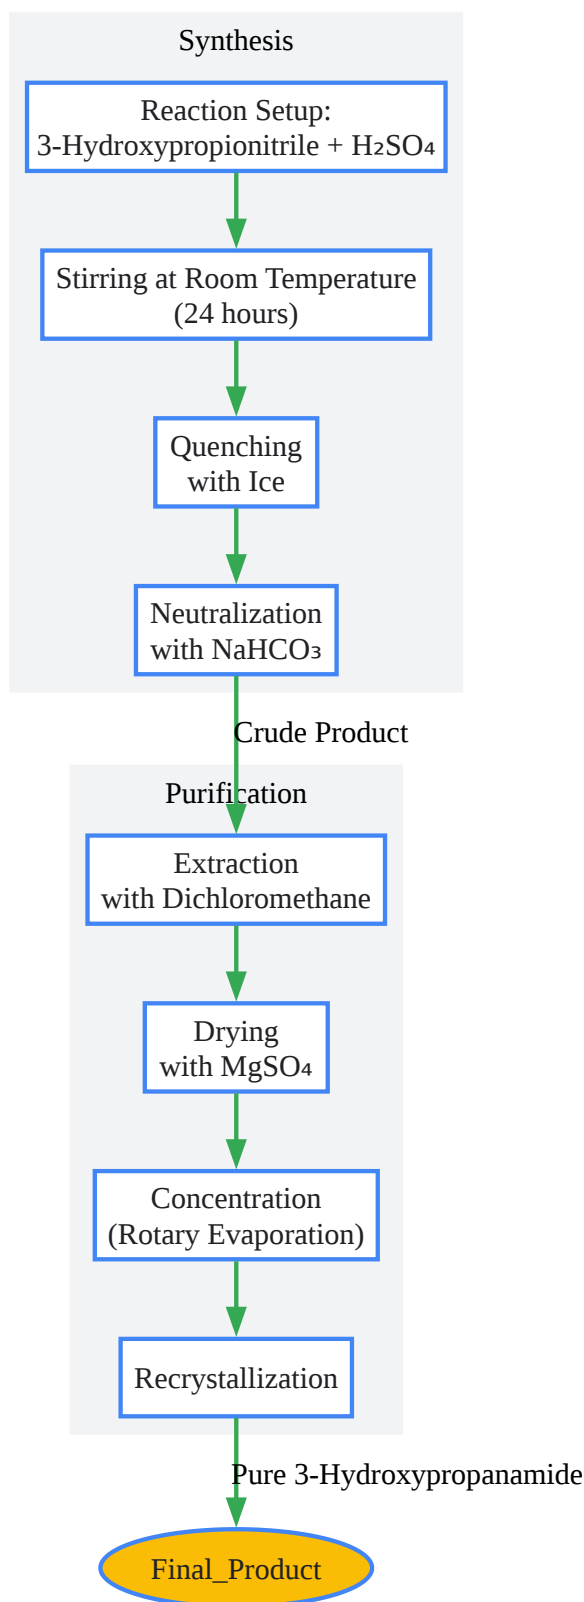 Synthesis
Reaction Setup:
3-Hydroxypropionitrile + H₂SO₄
Stirring at Room Temperature
(24 hours)
Quenching
with Ice
Neutralization
with NaHCO₃
Crude Product
Purification
Extraction
with Dichloromethane
Drying
with MgSO₄
Concentration
(Rotary Evaporation)
Recrystallization
Pure 3-Hydroxypropanamide
Final_Product